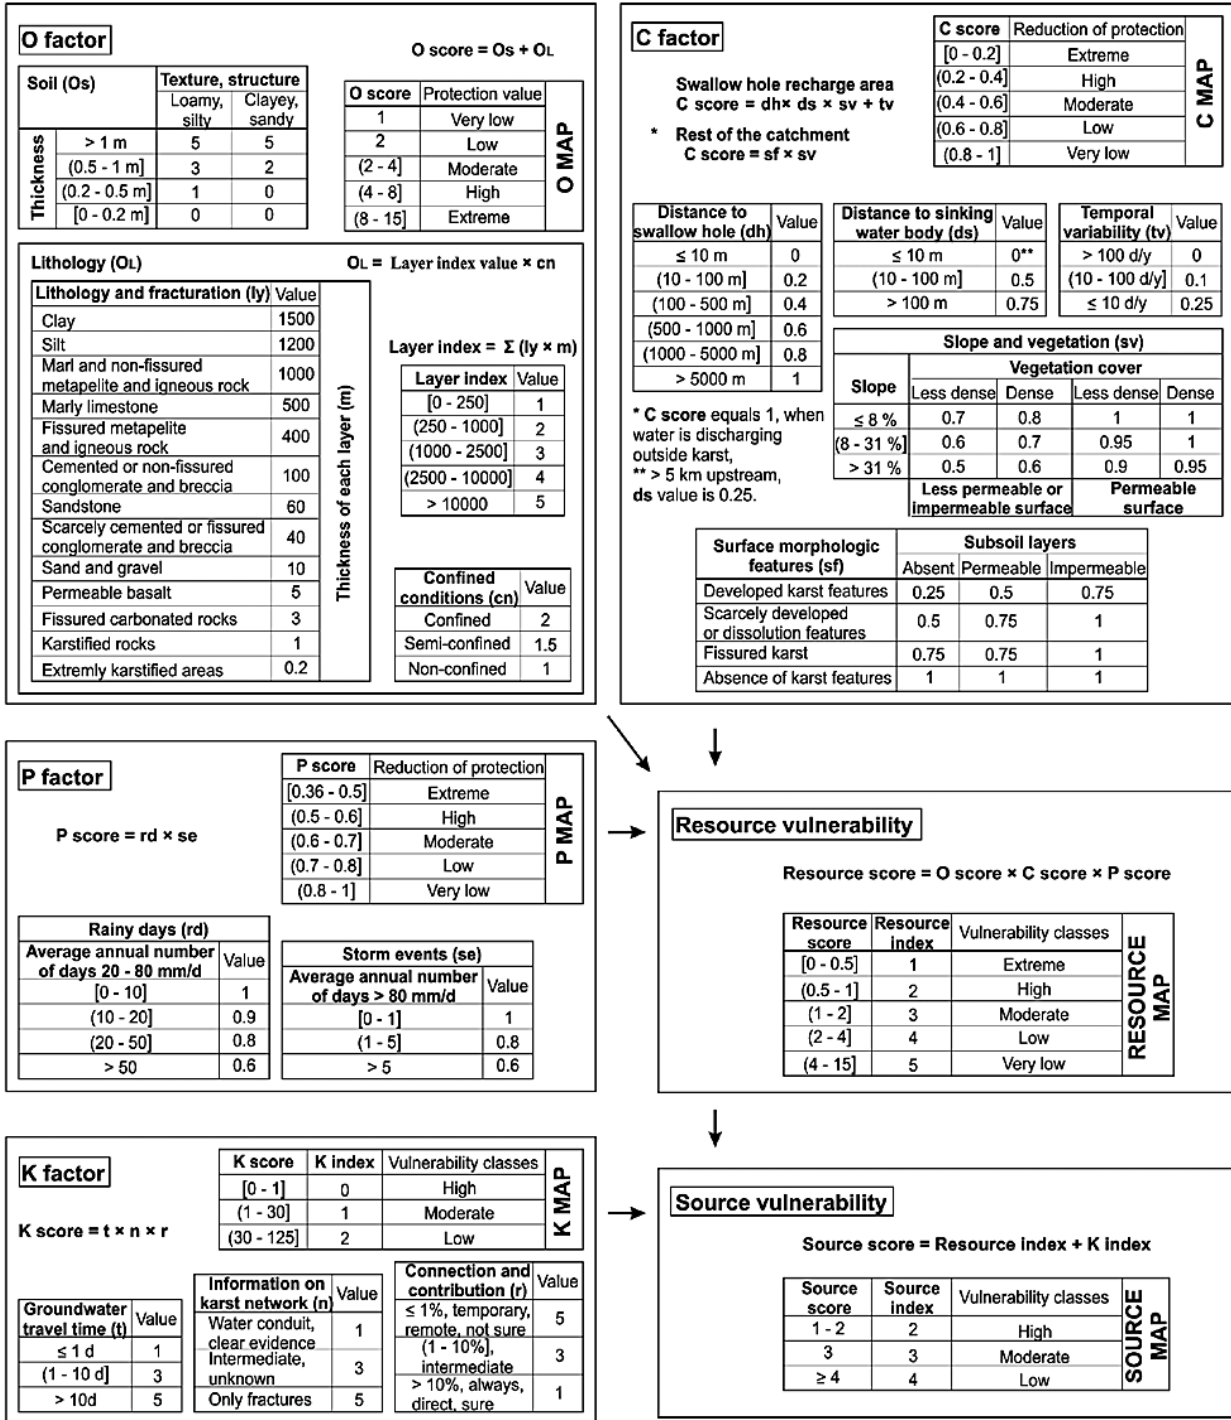 O factor
O score = Os + OL
Soil (Os) Texture, structure
Loamy, silty Clayey, sandy
Thickness
> 1 m 5 5
(0.5 - 1 m] 3 2
(0.2 - 0.5 m] 1 0
[0 - 0.2 m] 0 0
O score Protection value
1 Very low
2 Low
(2 - 4] Moderate
(4 - 8] High
(8 - 15] Extreme
O MAP
Lithology (OL) OL = Layer index value × cn
Lithology and fracturation (ly) Value
Clay 1500
Silt 1200
Marl and non-fissured
metapelite and igneous rock 1000
Marly limestone 500
Fissured metapelite
and igneous rock 400
Cemented or non-fissured
conglomerate and breccia 100
Sandstone 60
Scarcely cemented or fissured
conglomerate and breccia 40
Sand and gravel 10
Permeable basalt 5
Fissured carbonated rocks 3
Karstified rocks 1
Extremly karstified areas 0.2
Thickness of each layer (m)
Layer index = Σ (ly × m)
Layer index Value
[0 - 250] 1
(250 - 1000] 2
(1000 - 2500] 3
(2500 - 10000] 4
> 10000 5
Confined
conditions (cn) Value
Confined 2
Semi-confined 1.5
Non-confined 1
C factor
Swallow hole recharge area
C score = dh× ds × sv + tv
* Rest of the catchment
C score = sf × sv
C score Reduction of protection
[0 - 0.2] Extreme
(0.2 - 0.4] High
(0.4 - 0.6] Moderate
(0.6 - 0.8] Low
(0.8 - 1] Very low
C MAP
Distance to
swallow hole (dh) Value
≤ 10 m 0
(10 - 100 m] 0.2
(100 - 500 m] 0.4
(500 - 1000 m] 0.6
(1000 - 5000 m] 0.8
> 5000 m 1
Distance to sinking
water body (ds) Value
≤ 10 m 0**
(10 - 100 m] 0.5
> 100 m 0.75
Temporal
variability (tv) Value
> 100 d/y 0
(10 - 100 d/y] 0.1
≤ 10 d/y 0.25
Slope and vegetation (sv)
Slope Vegetation cover
Less dense Dense Less dense Dense
≤ 8 % 0.7 0.8 1 1
(8 - 31 %] 0.6 0.7 0.95 1
> 31 % 0.5 0.6 0.9 0.95
Less permeable or
impermeable surface
Permeable
surface
* C score equals 1, when
water is discharging
outside karst,
** > 5 km upstream,
ds value is 0.25.
Surface morphologic
features (sf) Subsoil layers
Absent Permeable Impermeable
Developed karst features 0.25 0.5 0.75
Scarcely developed
or dissolution features 0.5 0.75 1
Fissured karst 0.75 0.75 1
Absence of karst features 1 1 1
P factor
P score = rd × se
P score Reduction of protection
[0.36 - 0.5] Extreme
(0.5 - 0.6] High
(0.6 - 0.7] Moderate
(0.7 - 0.8] Low
(0.8 - 1] Very low
P MAP
Rainy days (rd)
Average annual number
of days 20 - 80 mm/d Value
[0 - 10] 1
(10 - 20] 0.9
(20 - 50] 0.8
> 50 0.6
Storm events (se)
Average annual number
of days > 80 mm/d Value
[0 - 1] 1
(1 - 5] 0.8
> 5 0.6
Resource vulnerability
Resource score = O score × C score × P score
Resource score Resource index Vulnerability classes
[0 - 0.5] 1 Extreme
(0.5 - 1] 2 High
(1 - 2] 3 Moderate
(2 - 4] 4 Low
(4 - 15] 5 Very low
RESOURCE MAP
K factor
K score = t × n × r
K score K index Vulnerability classes
[0 - 1] 0 High
(1 - 30] 1 Moderate
(30 - 125] 2 Low
K MAP
Groundwater
travel time (t) Value
≤ 1 d 1
(1 - 10 d] 3
> 10d 5
Information on
karst network (n) Value
Water conduit,
clear evidence 1
Intermediate,
unknown 3
Only fractures 5
Connection and
contribution (r) Value
≤ 1%, temporary,
remote, not sure 5
(1 - 10%],
intermediate 3
> 10%, always,
direct, sure 1
Source vulnerability
Source score = Resource index + K index
Source score Source index Vulnerability classes
1 - 2 2 High
3 3 Moderate
≥ 4 4 Low
SOURCE MAP